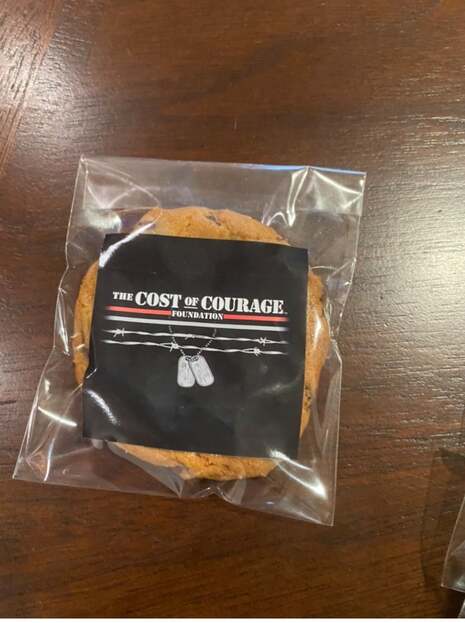 THE COST OF COURAGE
FOUNDATION